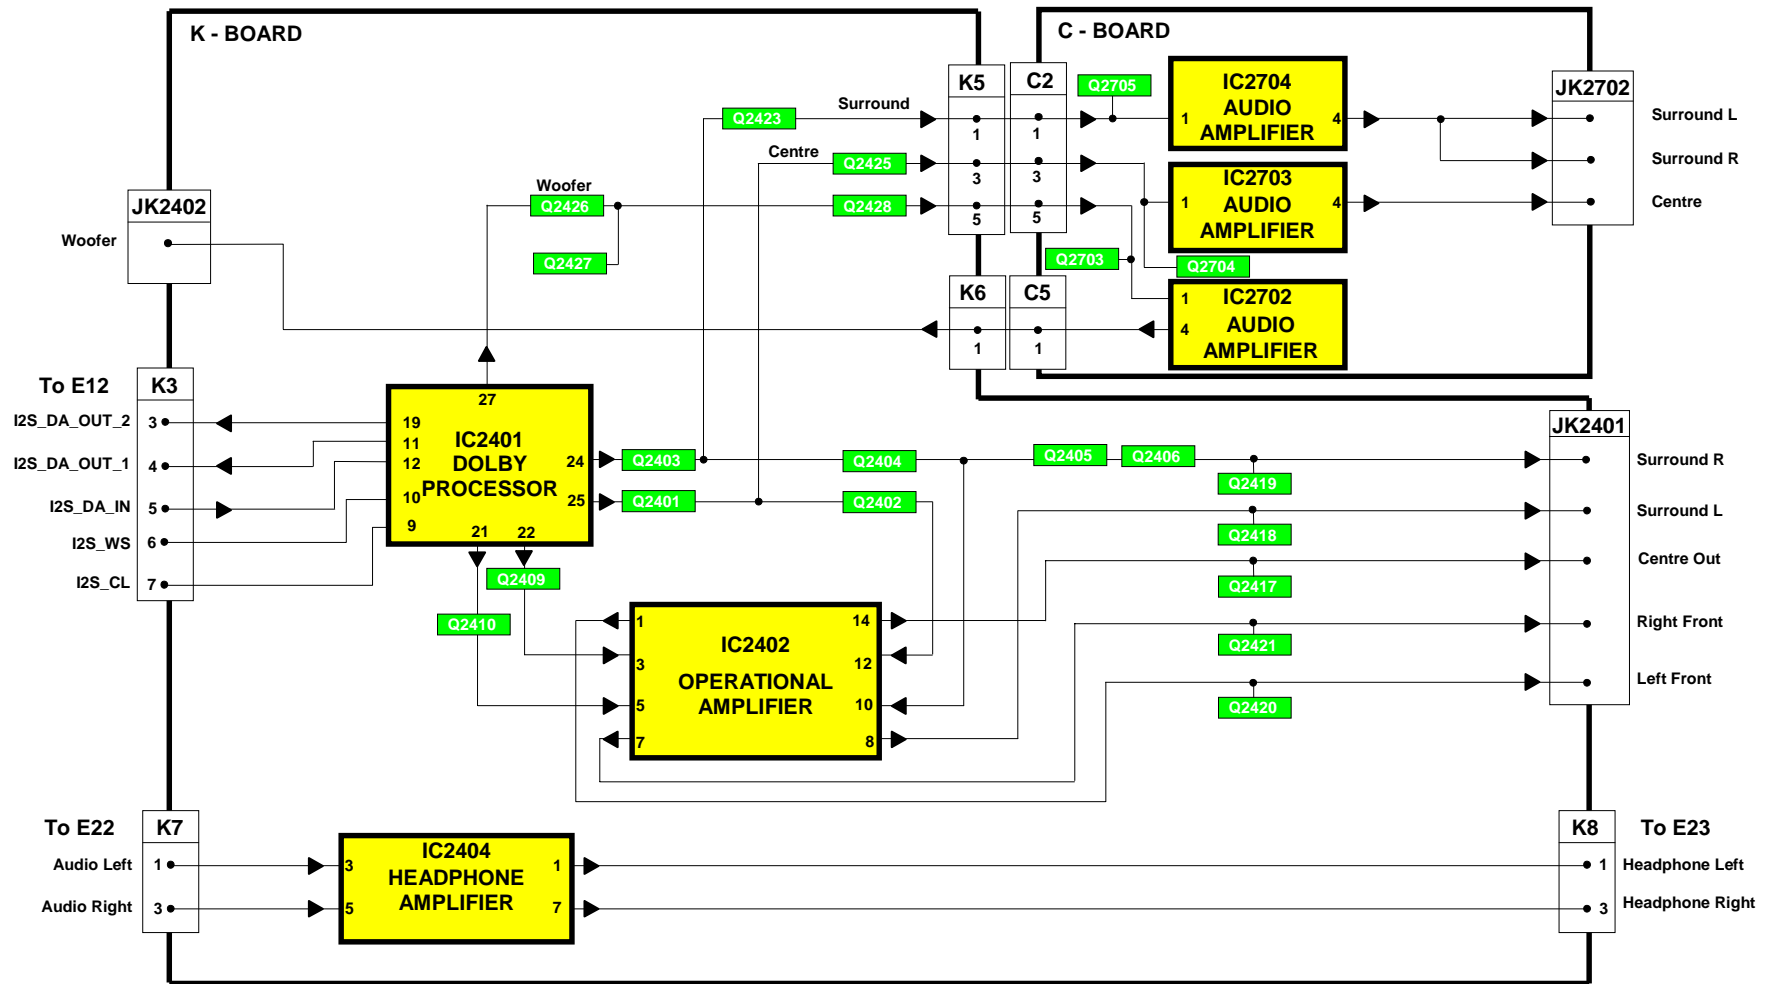 K - BOARD
C - BOARD
K5
C2
Q2705
IC2704
AUDIO
AMPLIFIER
1
4
JK2702
Surround
Q2423
1
1
Surround L
Surround R
Centre
Q2425
3
3
IC2703
AUDIO
AMPLIFIER
1
4
Centre
Woofer
Q2426
Q2428
5
5
Q2427
Q2703
Q2704
JK2402
Woofer
K6
C5
1
1
1
IC2702
4
AUDIO
AMPLIFIER
To E12
K3
I2S_DA_OUT_2
3
I2S_DA_OUT_1
4
I2S_DA_IN
5
I2S_WS
6
I2S_CL
7
27
19
11
12
10
9
IC2401
DOLBY
PROCESSOR
24
25
21
22
Q2403
Q2404
Q2405
Q2406
Q2401
Q2402
Q2409
Q2410
JK2401
Surround R
Q2419
Surround L
Q2418
Centre Out
Q2417
Right Front
Q2421
Left Front
Q2420
1
14
3
IC2402
12
OPERATIONAL
AMPLIFIER
5
10
7
8
To E22
K7
Audio Left
1
Audio Right
3
IC2404
HEADPHONE
AMPLIFIER
3
1
5
7
K8
To E23
1
Headphone Left
3
Headphone Right